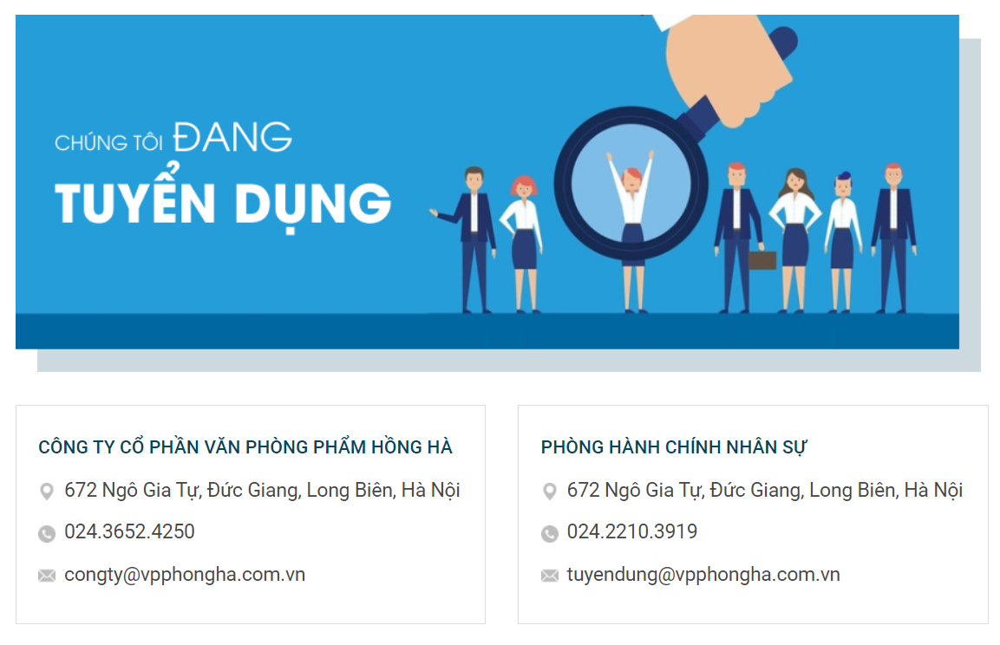 CHÚNG TÔI ĐANG
TUYỂN DỤNG
CÔNG TY CỔ PHẦN VĂN PHÒNG PHẨM HỒNG HÀ
672 Ngô Gia Tự, Đức Giang, Long Biên, Hà Nội
024.3652.4250
congty@vpphongha.com.vn
PHÒNG HÀNH CHÍNH NHÂN SỰ
672 Ngô Gia Tự, Đức Giang, Long Biên, Hà Nội
024.2210.3919
tuyendung@vpphongha.com.vn